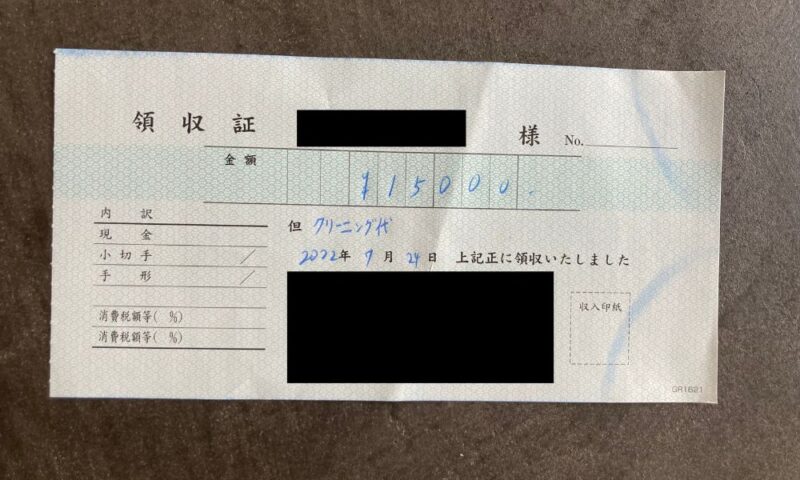 領収証 様 No.
金額 ¥15000.
内訳
現金
小切手 /
手形 /
消費税額等( %)
消費税額等( %)
但 クリーニング代
2022年 7月 24日 上記正に領収いたしました
収入印紙
GR1621